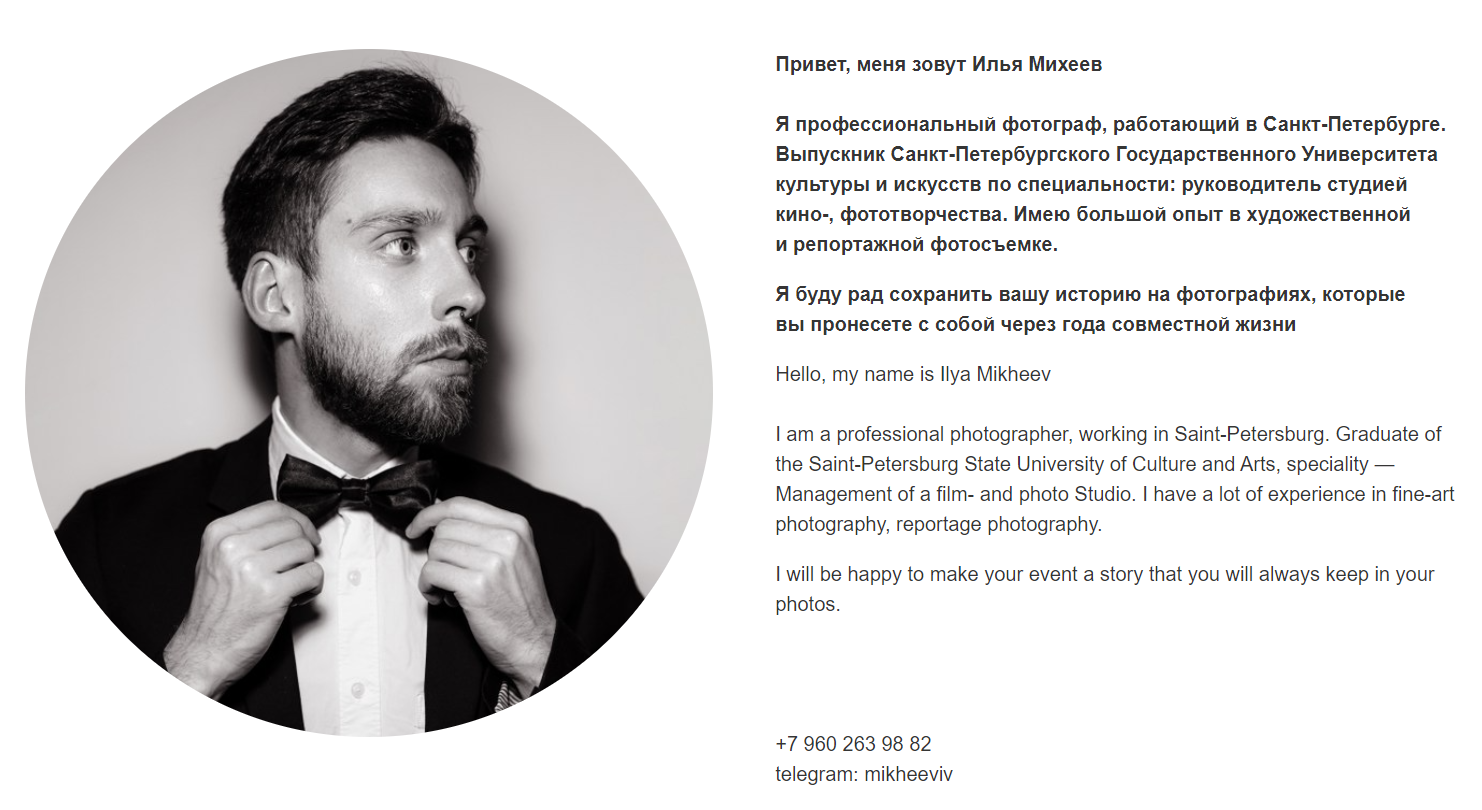 Привет, меня зовут Илья Михеев
Я профессиональный фотограф, работающий в Санкт-Петербурге.
Выпускник Санкт-Петербургского Государственного Университета
культуры и искусств по специальности: руководитель студией
кино-, фототворчества. Имею большой опыт в художественной
и репортажной фотосъемке.
Я буду рад сохранить вашу историю на фотографиях, которые
вы пронесете с собой через года совместной жизни
Hello, my name is Ilya Mikheev
I am a professional photographer, working in Saint-Petersburg. Graduate of
the Saint-Petersburg State University of Culture and Arts, speciality —
Management of a film- and photo Studio. I have a lot of experience in fine-art
photography, reportage photography.
I will be happy to make your event a story that you will always keep in your
photos.
+7 960 263 98 82
telegram: mikheeviv